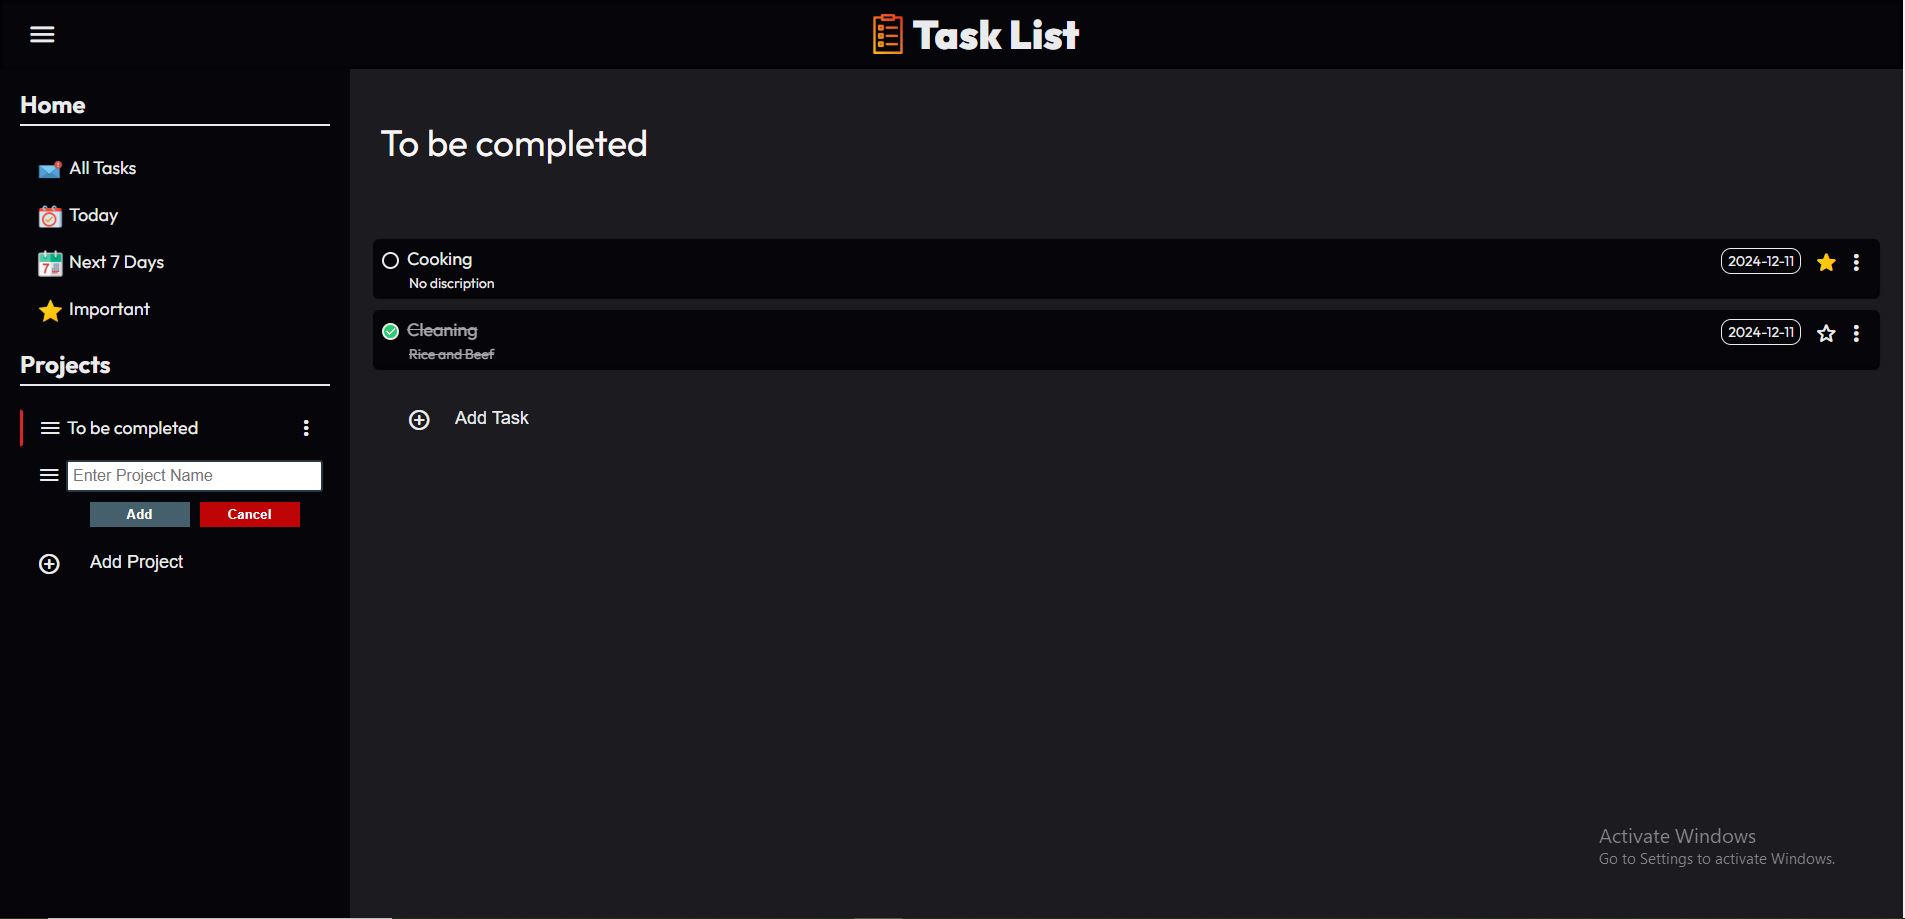 Task List
Home
All Tasks
Today
Next 7 Days
Important
Projects
To be completed
Enter Project Name
Add Cancel
Add Project
To be completed
Cooking 2024-12-11
No discription
Cleaning 2024-12-11
Rice and Beef
Add Task
Activate Windows
Go to Settings to activate Windows.